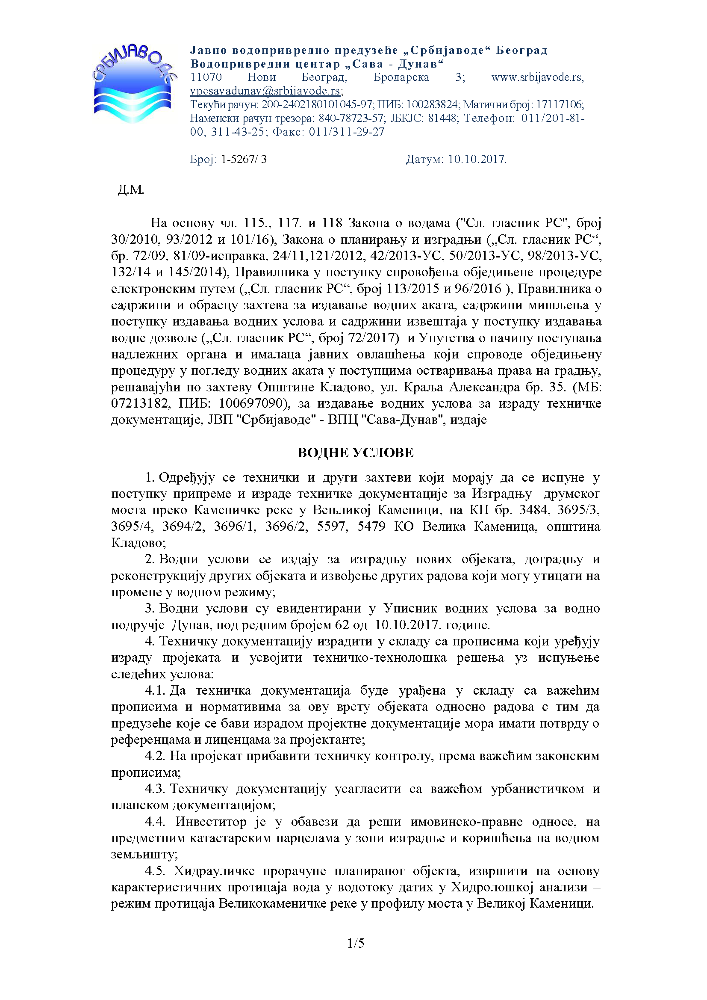 СРБИЈАВОДЕ
Јавно водопривредно предузеће „Србијаводе“ Београд
Водопривредни центар „Сава - Дунав“
11070 Нови Београд, Бродарска 3; www.srbijavode.rs,
vpcsavadunav@srbijavode.rs;
Текући рачун: 200-2402180101045-97; ПИБ: 100283824; Матични број: 17117106;
Наменски рачун трезора: 840-78723-57; ЈБКЈС: 81448; Телефон: 011/201-81-
00, 311-43-25; Факс: 011/311-29-27
Број: 1-5267/ 3 Датум: 10.10.2017.
Д.М.
На основу чл. 115., 117. и 118 Закона о водама ("Сл. гласник РС", број
30/2010, 93/2012 и 101/16), Закона о планирању и изградњи („Сл. гласник РС“,
бр. 72/09, 81/09-исправка, 24/11,121/2012, 42/2013-УС, 50/2013-УС, 98/2013-УС,
132/14 и 145/2014), Правилника у поступку спровођења обједињене процедуре
електронским путем („Сл. гласник РС“, број 113/2015 и 96/2016 ), Правилника о
садржини и обрасцу захтева за издавање водних аката, садржини мишљења у
поступку издавања водних услова и садржини извештаја у поступку издавања
водне дозволе („Сл. гласник РС“, број 72/2017) и Упутства о начину поступања
надлежних органа и ималаца јавних овлашћења који спроводе обједињену
процедуру у погледу водних аката у поступцима остваривања права на градњу,
решавајући по захтеву Општине Кладово, ул. Краља Александра бр. 35. (МБ:
07213182, ПИБ: 100697090), за издавање водних услова за израду техничке
документације, ЈВП "Србијаводе" - ВПЦ "Сава-Дунав", издаје
ВОДНЕ УСЛОВЕ
1. Одређују се технички и други захтеви који морају да се испуне у
поступку припреме и израде техничке документације за Изградњу друмског
моста преко Каменичке реке у Вењликој Каменици, на КП бр. 3484, 3695/3,
3695/4, 3694/2, 3696/1, 3696/2, 5597, 5479 КО Велика Каменица, општина
Кладово;
2. Водни услови се издају за изградњу нових објеката, доградњу и
реконструкцију других објеката и извођење других радова који могу утицати на
промене у водном режиму;
3. Водни услови су евидентирани у Уписник водних услова за водно
подручје Дунав, под редним бројем 62 од 10.10.2017. године.
4. Техничку документацију израдити у складу са прописима који уређују
израду пројеката и усвојити техничко-технолошка решења уз испуњење
следећих услова:
4.1. Да техничка документација буде урађена у складу са важећим
прописима и нормативима за ову врсту објеката односно радова с тим да
предузеће које се бави израдом пројектне документације мора имати потврду о
референцама и лиценцама за пројектанте;
4.2. На пројекат прибавити техничку контролу, према важећим законским
прописима;
4.3. Техничку документацију усагласити са важећом урбанистичком и
планском документацијом;
4.4. Инвеститор је у обавези да реши имовинско-правне односе, на
предметним катастарским парцелама у зони изградње и коришћења на водном
земљишту;
4.5. Хидрауличке прорачуне планираног објекта, извршити на основу
карактеристичних протицаја вода у водотоку датих у Хидролошкој анализи –
режим протицаја Великокаменичке реке у профилу моста у Великој Каменици.
1/5